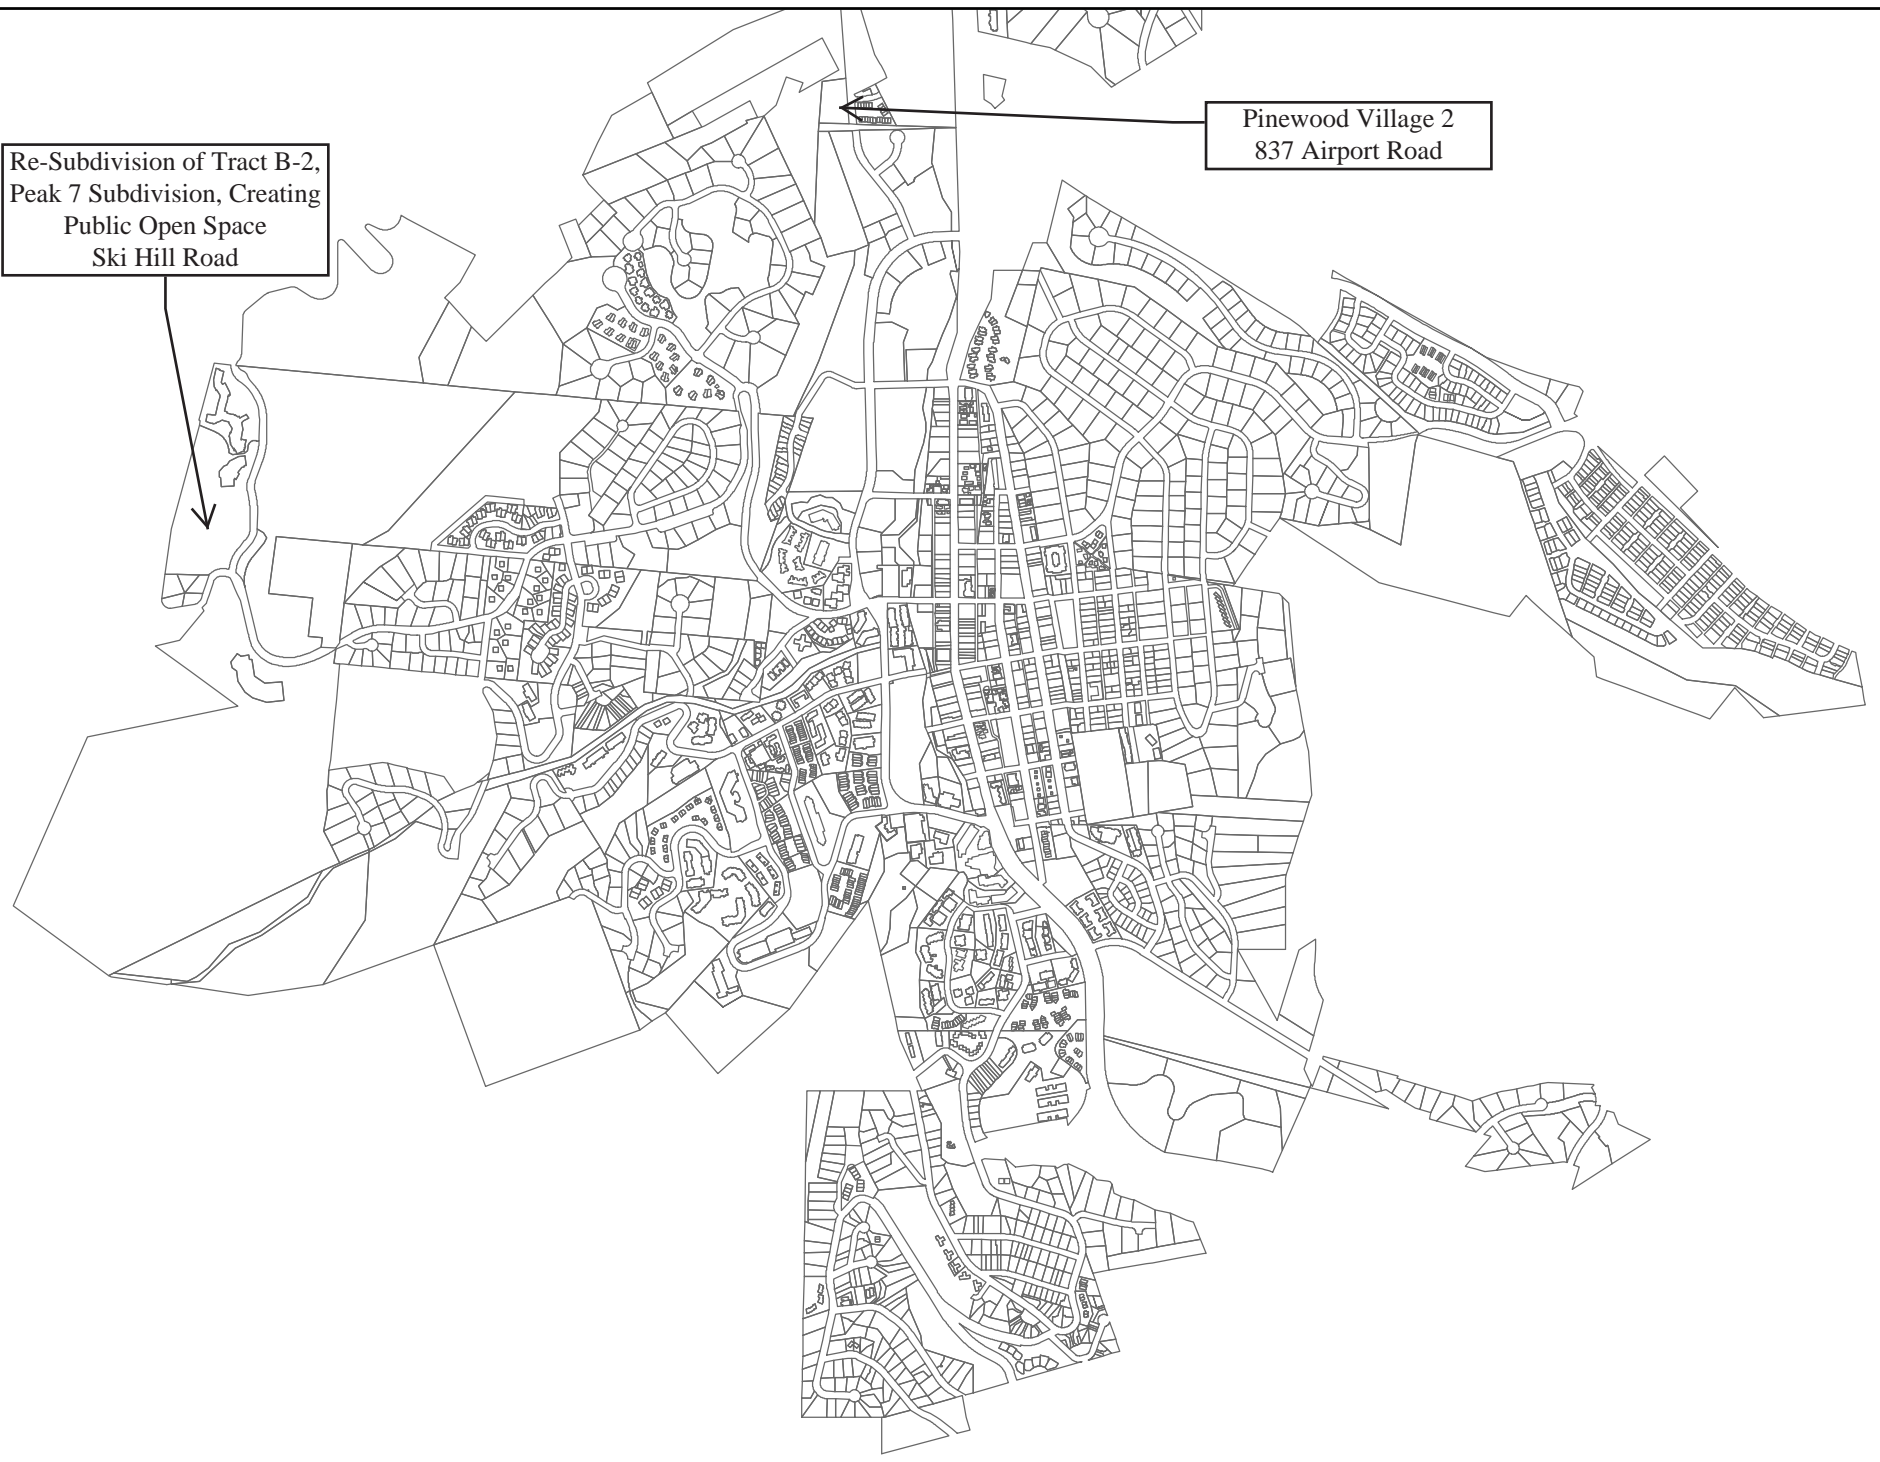 Pinewood Village 2
837 Airport Road
Re-Subdivision of Tract B-2,
Peak 7 Subdivision, Creating
Public Open Space
Ski Hill Road